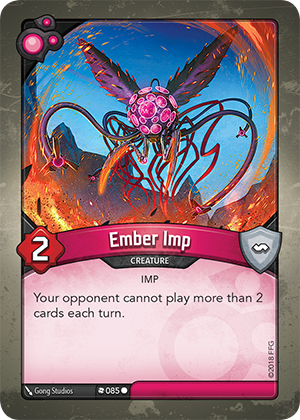 2
Ember Imp
CREATURE
IMP
Your opponent cannot play more than 2
cards each turn.
Gong Studios
085
©2018 FFG